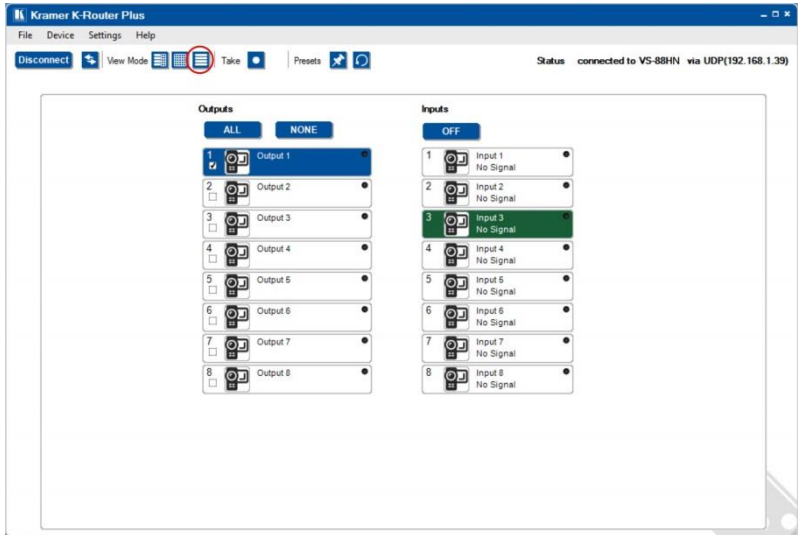 Kramer K-Router Plus
File Device Settings Help
Disconnect View Mode Take Presets Status connected to VS-88HN via UDP(192.168.1.39)
Outputs Inputs
ALL NONE OFF
1 Output 1 1 Input 1
No Signal
2 Output 2 2 Input 2
No Signal
3 Output 3 3 Input 3
No Signal
4 Output 4 4 Input 4
No Signal
5 Output 5 5 Input 5
No Signal
6 Output 6 6 Input 6
No Signal
7 Output 7 7 Input 7
No Signal
8 Output 8 8 Input 8
No Signal